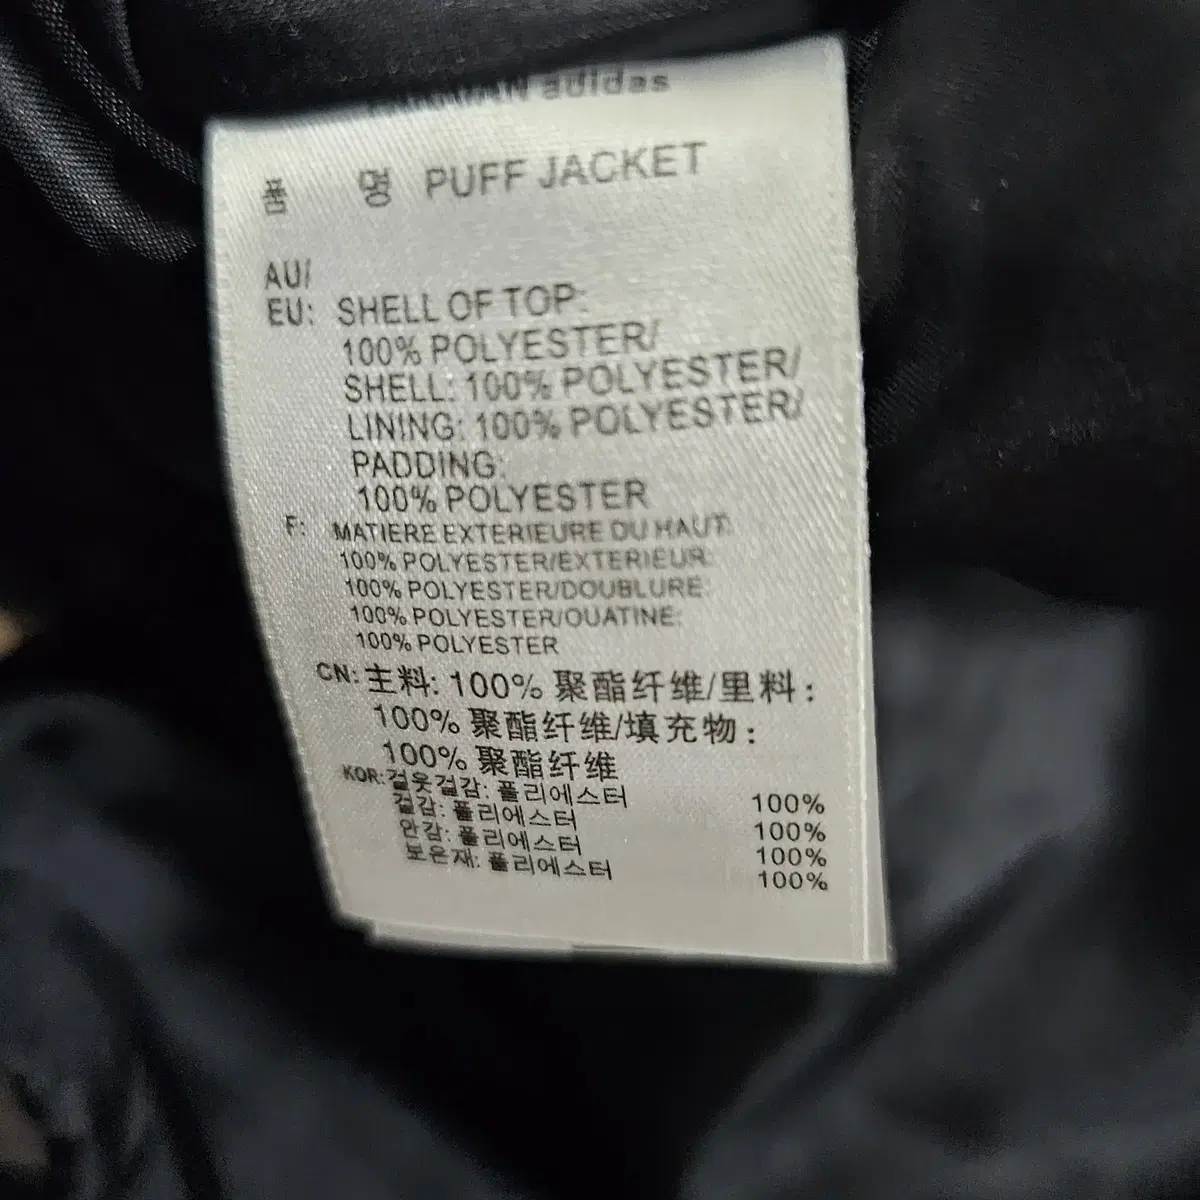 adidas
품 명 PUFF JACKET
AU/
EU: SHELL OF TOP:
100% POLYESTER/
SHELL: 100% POLYESTER/
LINING: 100% POLYESTER/
PADDING:
100% POLYESTER
F: MATIERE EXTERIEURE DU HAUT:
100% POLYESTER/EXTERIEUR:
100% POLYESTER/DOUBLURE:
100% POLYESTER/OUATINE:
100% POLYESTER
CN: 主料: 100% 聚酯纤维/里料:
100% 聚酯纤维/填充物:
100% 聚酯纤维
KOR: 겉옷겉감: 폴리에스터 100%
겉감: 폴리에스터 100%
안감: 폴리에스터 100%
보온재: 폴리에스터 100%